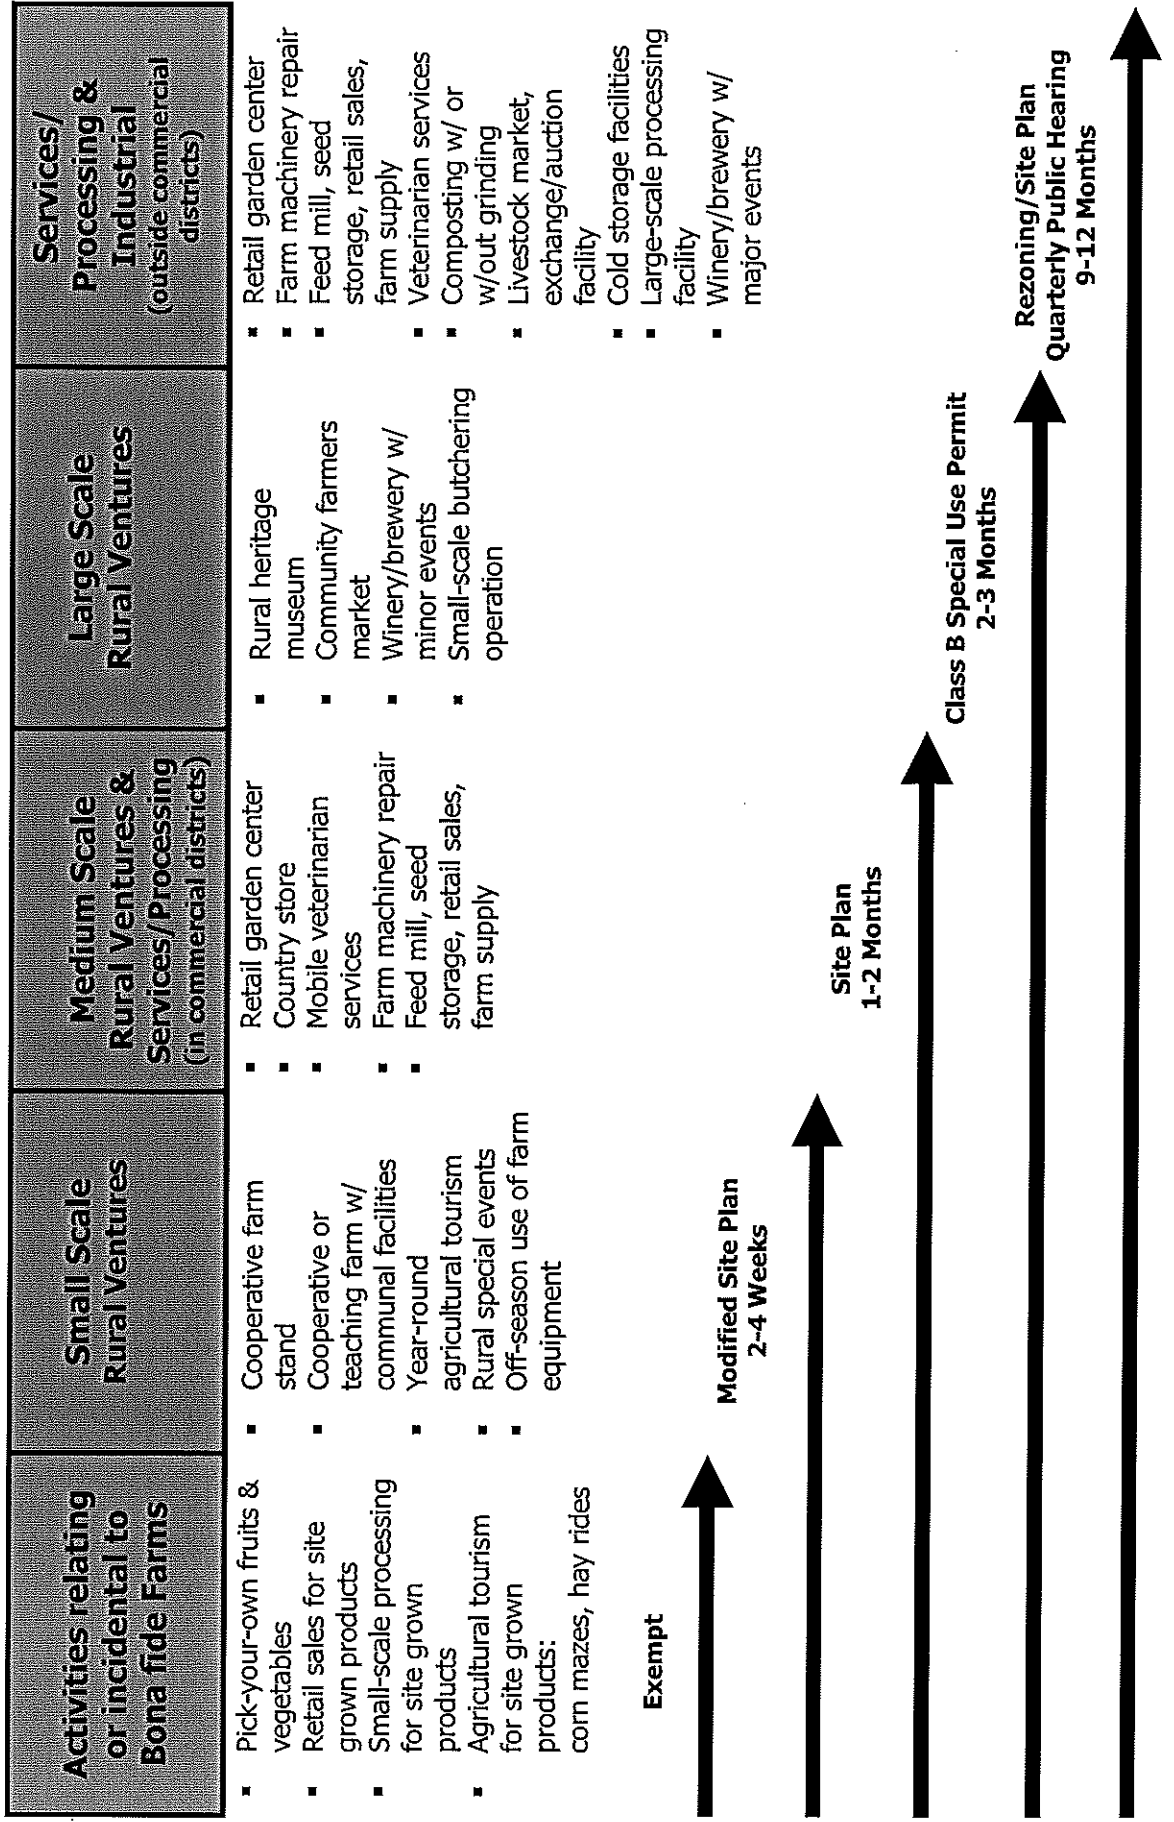 Activities relating
or incidental to
Bona fide Farms
Small Scale
Rural Ventures
Medium Scale
Rural Ventures &
Services/Processing
(in commercial districts)
Large Scale
Rural Ventures
Services/
Processing &
Industrial
(outside commercial
districts)
▪ Pick-your-own fruits &
vegetables
▪ Retail sales for site
grown products
▪ Small-scale processing
for site grown
products
▪ Agricultural tourism
for site grown
products:
corn mazes, hay rides
▪ Cooperative farm
stand
▪ Cooperative or
teaching farm w/
communal facilities
▪ Year-round
agricultural tourism
▪ Rural special events
▪ Off-season use of farm
equipment
▪ Retail garden center
▪ Country store
▪ Mobile veterinarian
services
▪ Farm machinery repair
▪ Feed mill, seed
storage, retail sales,
farm supply
▪ Rural heritage
museum
▪ Community farmers
market
▪ Winery/brewery w/
minor events
▪ Small-scale butchering
operation
▪ Retail garden center
▪ Farm machinery repair
▪ Feed mill, seed
storage, retail sales,
farm supply
▪ Veterinarian services
▪ Composting w/ or
w/out grinding
▪ Livestock market,
exchange/auction
facility
▪ Cold storage facilities
▪ Large-scale processing
facility
▪ Winery/brewery w/
major events
Exempt
Modified Site Plan
2-4 Weeks
Site Plan
1-2 Months
Class B Special Use Permit
2-3 Months
Rezoning/Site Plan
Quarterly Public Hearing
9-12 Months